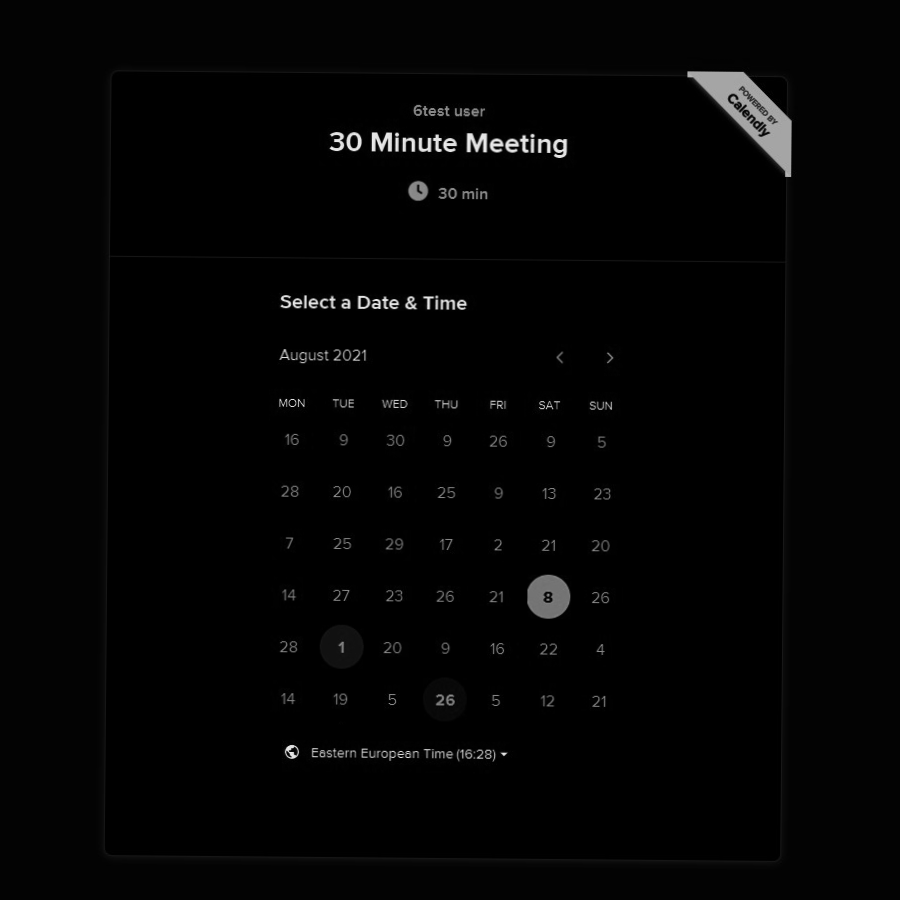 POWERED BY
Calendly
6test user
30 Minute Meeting
30 min
Select a Date & Time
August 2021
MON TUE WED THU FRI SAT SUN
16 9 30 9 26 9 5
28 20 16 25 9 13 23
7 25 29 17 2 21 20
14 27 23 26 21 8 26
28 1 20 9 16 22 4
14 19 5 26 5 12 21
Eastern European Time (16:28)